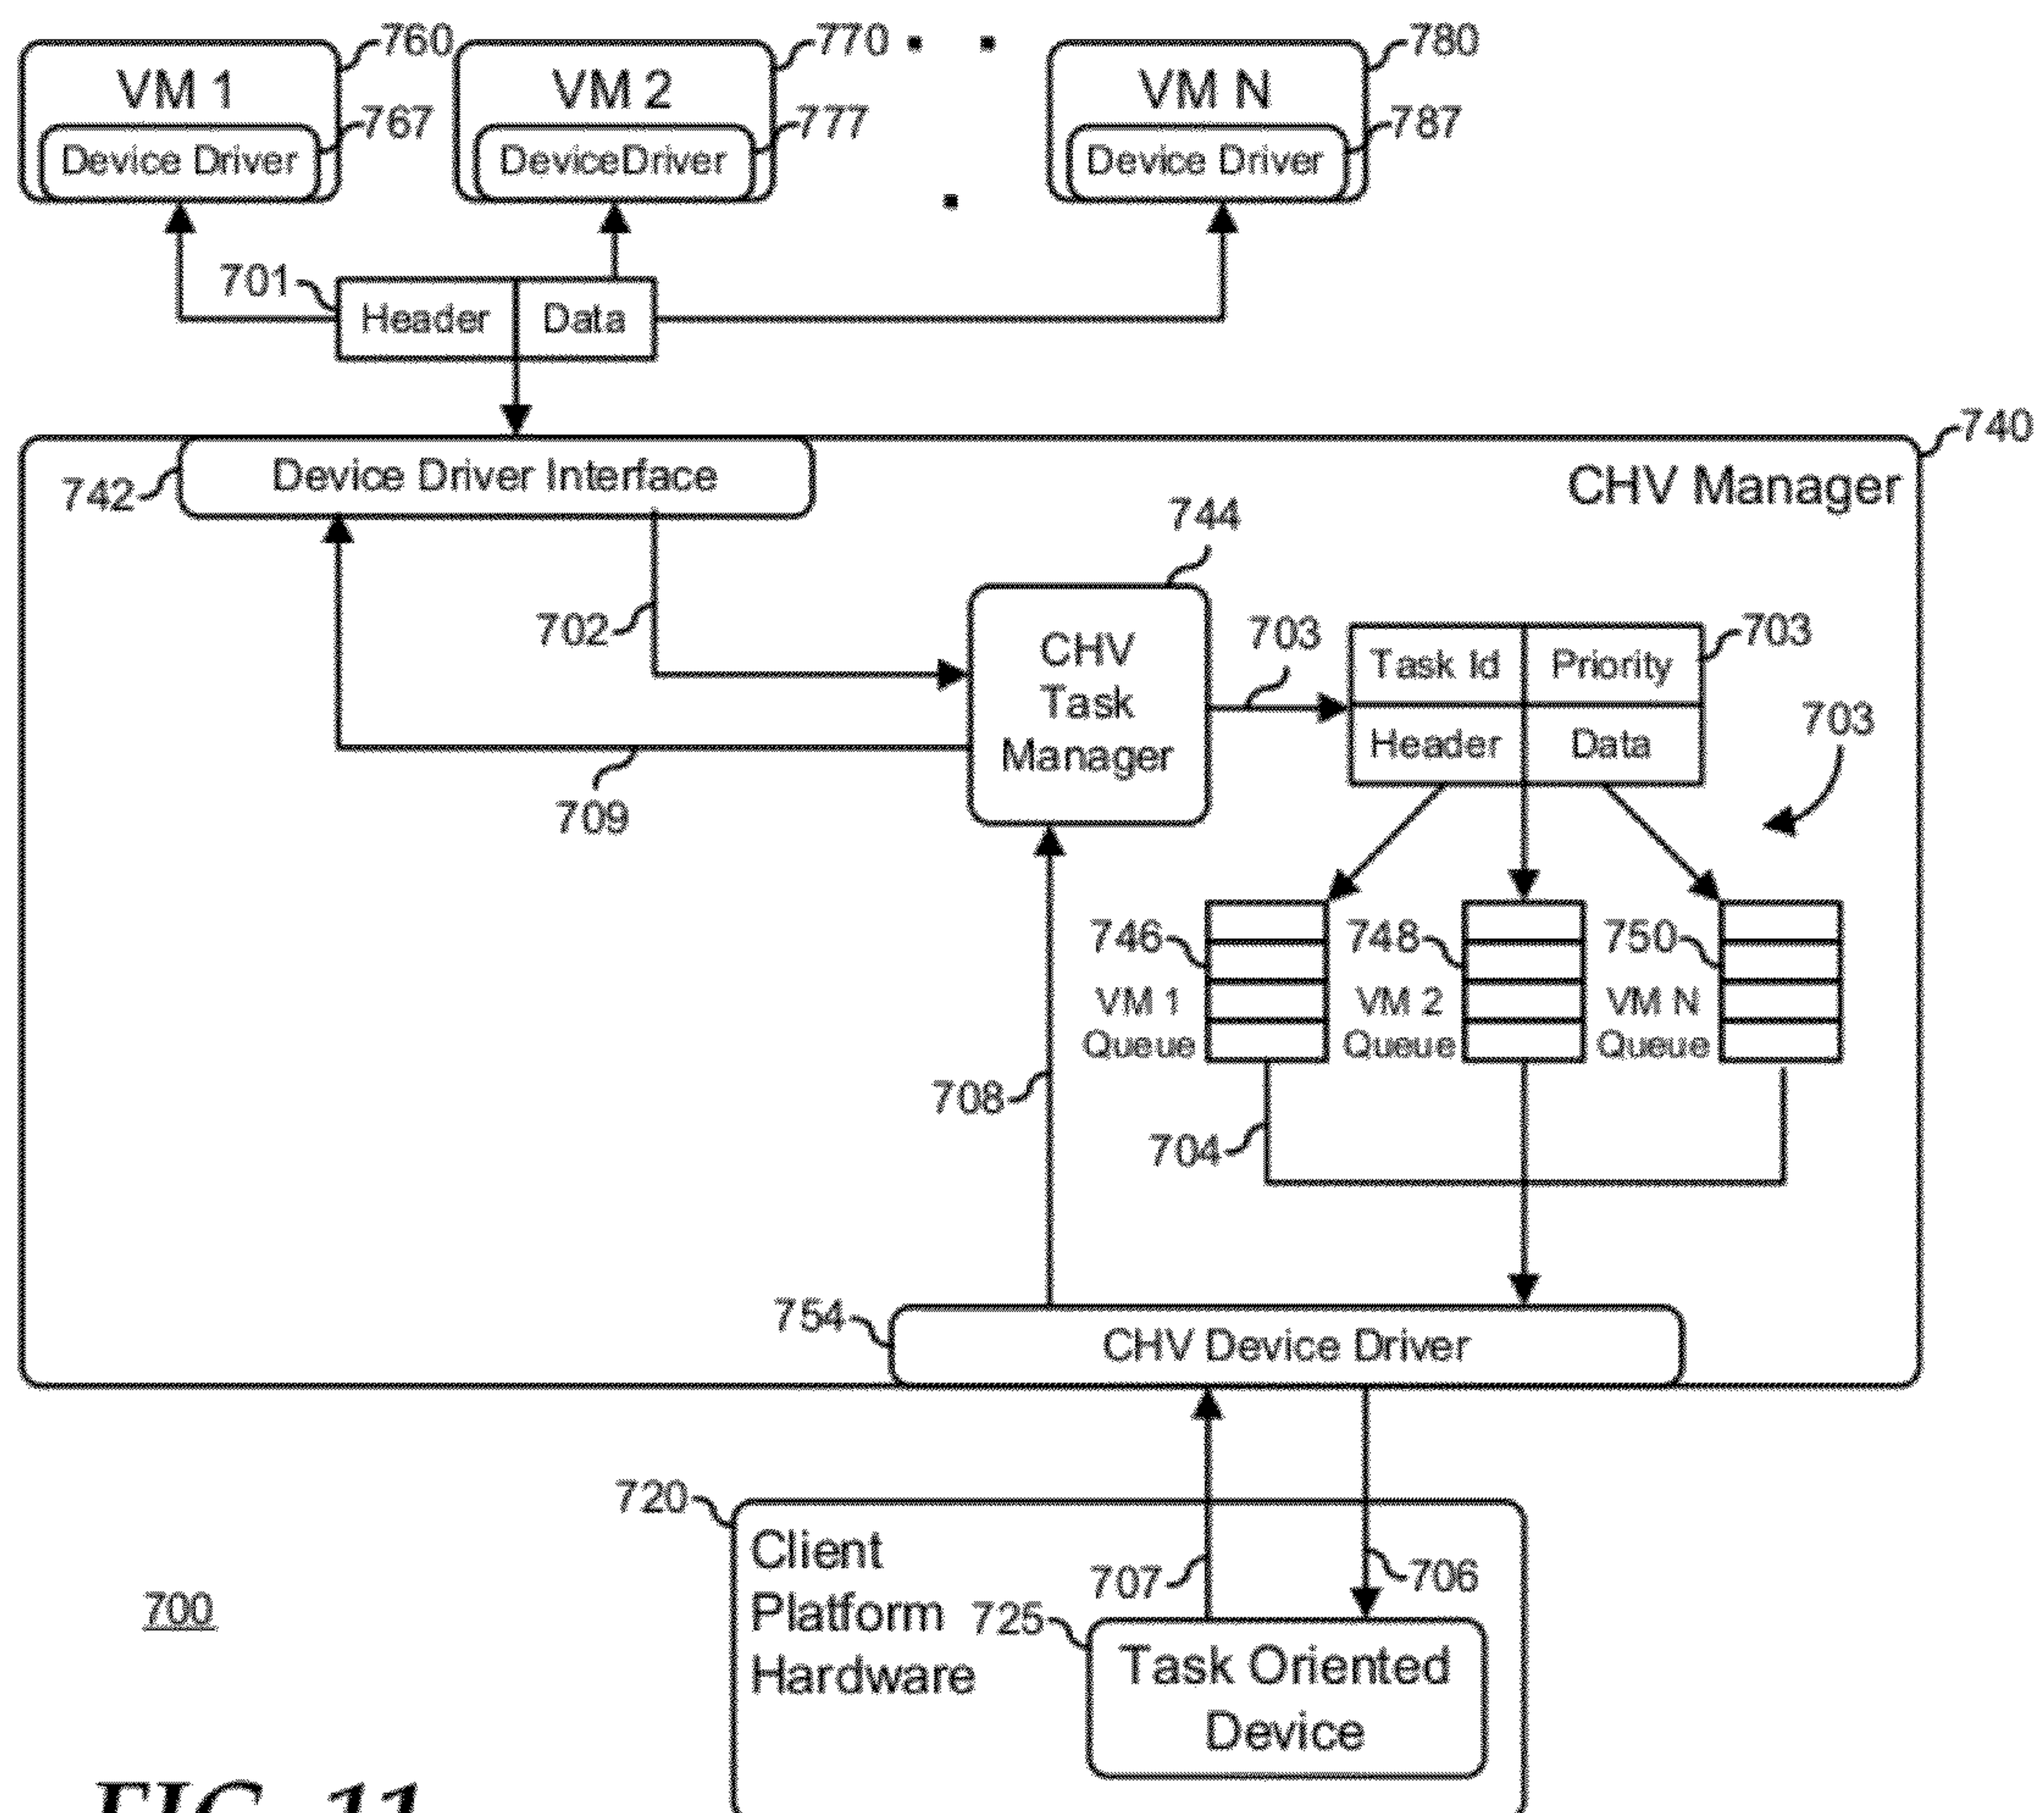 760
770
780
VM 1
VM 2
VM N
767
777
787
Device Driver
DeviceDriver
Device Driver
701
Header
Data
740
742
Device Driver Interface
CHV Manager
744
702
CHV
Task
Manager
703
Task Id
Priority
703
Header
Data
703
709
746
748
750
VM 1
Queue
VM 2
Queue
VM N
Queue
708
704
754
CHV Device Driver
720
Client
Platform
Hardware
707
706
725
Task Oriented
Device
700
FIG. 11